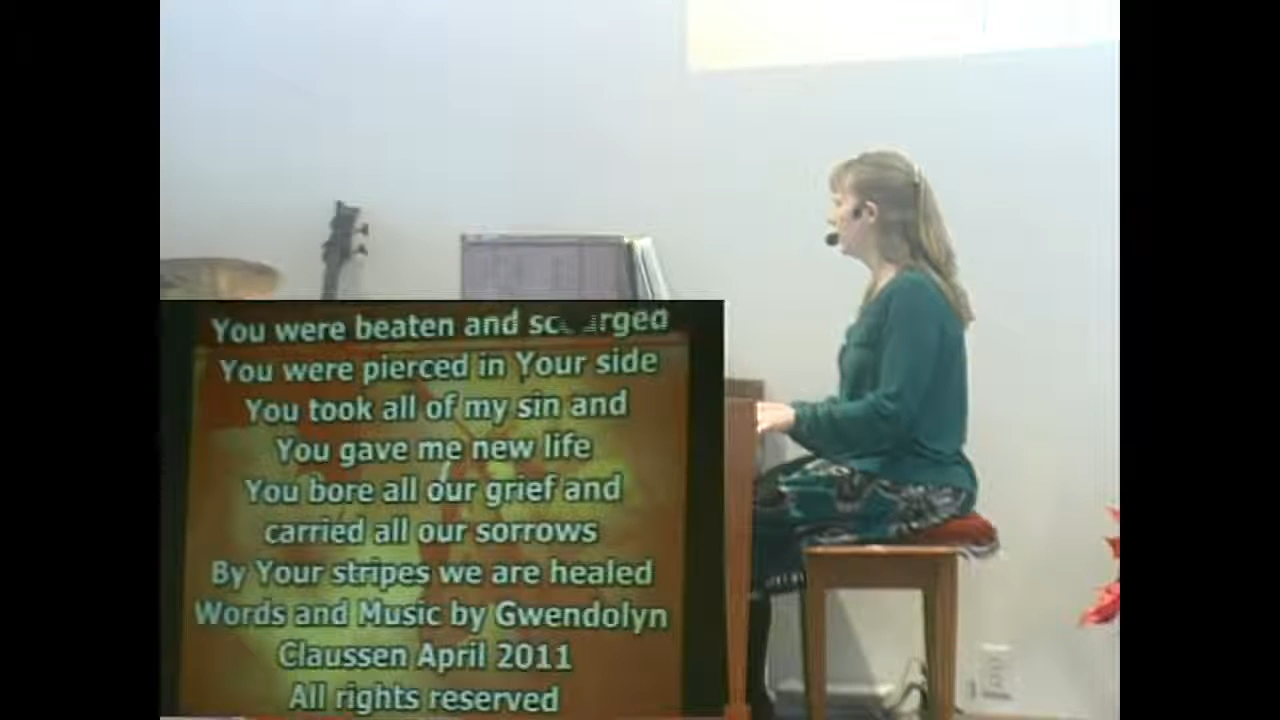 You were beaten and scourged
You were pierced in Your side
You took all of my sin and
You gave me new life
You bore all our grief and
carried all our sorrows
By Your stripes we are healed
Words and Music by Gwendolyn
Claussen April 2011
All rights reserved